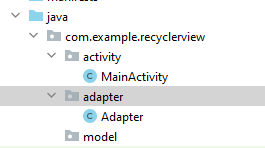 java
com.example.recyclerview
activity
MainActivity
adapter
Adapter
model